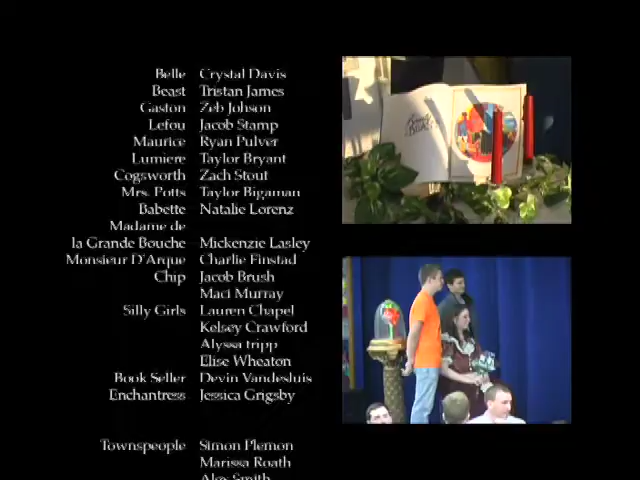 Belle Crystal Davis
Beast Tristan James
Gaston Zeb Johson
Lefou Jacob Stamp
Maurice Ryan Pulver
Lumiere Taylor Bryant
Cogsworth Zach Stout
Mrs. Potts Taylor Bigaman
Babette Natalie Lorenz
Madame de
la Grande Bouche Mickenzie Lasley
Monsieur D'Arque Charlie Finstad
Chip Jacob Brush
Maci Murray
Silly Girls Lauren Chapel
Kelsey Crawford
Alyssa tripp
Elise Wheaton
Book Seller Devin Vandesluis
Enchantress Jessica Grigsby
Townspeople Simon Plemon
Marissa Roath
Alex Smith